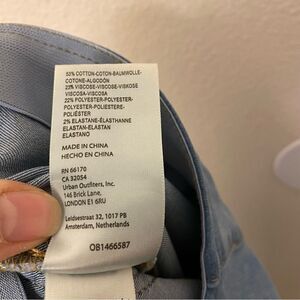 53% COTTON-COTON-BAUMWOLLE-
COTONE-ALGODÓN
23% VISCOSE-VISCOSE-VISKOSE
VISCOSA-VISCOSA
22% POLYESTER-POLYESTER-
POLYESTER-POLIESTERE-
POLIÉSTER
2% ELASTANE-ÉLASTHANNE
ELASTAN-ELASTAN
ELASTANO
MADE IN CHINA
HECHO EN CHINA
RN 66170
CA 32054
Urban Outfitters, Inc.
146 Brick Lane,
LONDON E1 6RU
Leidsestraat 32, 1017 PB
Amsterdam, Netherlands
OB1466587